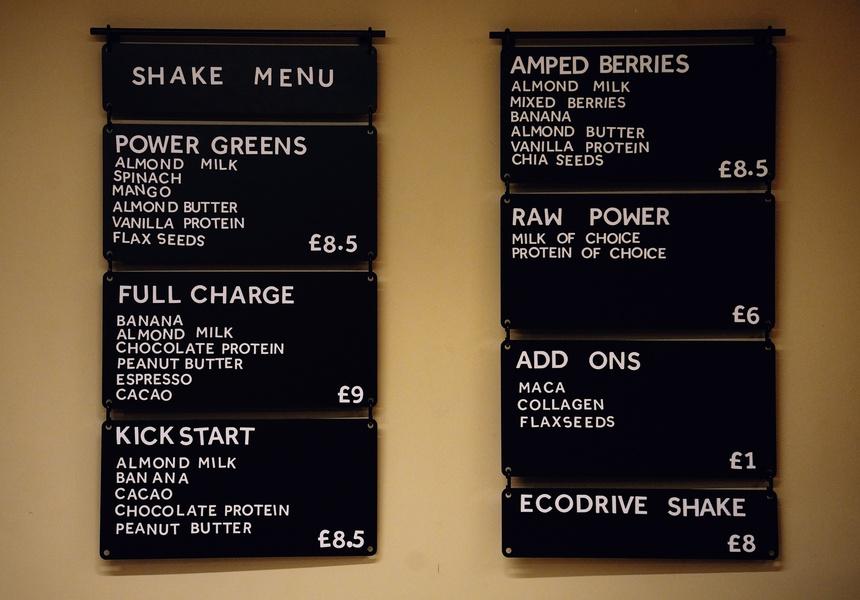 SHAKE MENU
POWER GREENS
ALMOND MILK
SPINACH
MANGO
ALMOND BUTTER
VANILLA PROTEIN
FLAX SEEDS
£8.5
FULL CHARGE
BANANA
ALMOND MILK
CHOCOLATE PROTEIN
PEANUT BUTTER
ESPRESSO
CACAO
£9
KICK START
ALMOND MILK
BANANA
CACAO
CHOCOLATE PROTEIN
PEANUT BUTTER
£8.5
AMPED BERRIES
ALMOND MILK
MIXED BERRIES
BANANA
ALMOND BUTTER
VANILLA PROTEIN
CHIA SEEDS
£8.5
RAW POWER
MILK OF CHOICE
PROTEIN OF CHOICE
£6
ADD ONS
MACA
COLLAGEN
FLAXSEEDS
£1
ECODRIVE SHAKE
£8